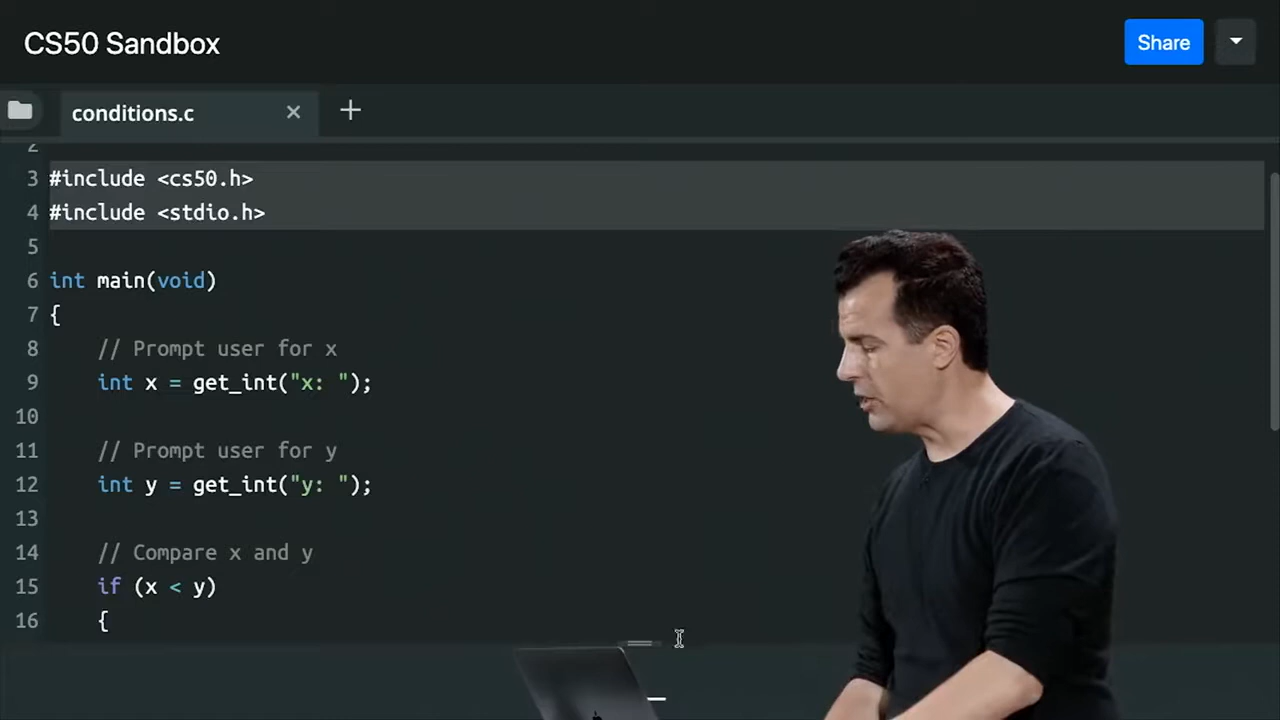 CS50 Sandbox
Share
conditions.c
2
3 #include <cs50.h>
4 #include <stdio.h>
5
6 int main(void)
7 {
8 // Prompt user for x
9 int x = get_int("x: ");
10
11 // Prompt user for y
12 int y = get_int("y: ");
13
14 // Compare x and y
15 if (x < y)
16 {